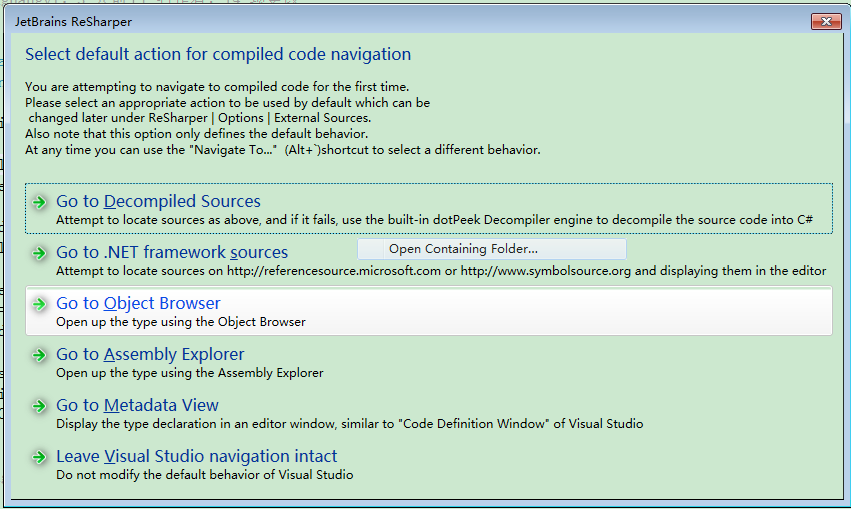 JetBrains ReSharper
Select default action for compiled code navigation
You are attempting to navigate to compiled code for the first time.
Please select an appropriate action to be used by default which can be
changed later under ReSharper | Options | External Sources.
Also note that this option only defines the default behavior.
At any time you can use the "Navigate To..."  (Alt+`)shortcut to select a different behavior.
Go to Decompiled Sources
Attempt to locate sources as above, and if it fails, use the built-in dotPeek Decompiler engine to decompile the source code into C#
Go to .NET framework sources
Open Containing Folder...
Attempt to locate sources on http://referencesource.microsoft.com or http://www.symbolsource.org and displaying them in the editor
Go to Object Browser
Open up the type using the Object Browser
Go to Assembly Explorer
Open up the type using the Assembly Explorer
Go to Metadata View
Display the type declaration in an editor window, similar to "Code Definition Window" of Visual Studio
Leave Visual Studio navigation intact
Do not modify the default behavior of Visual Studio